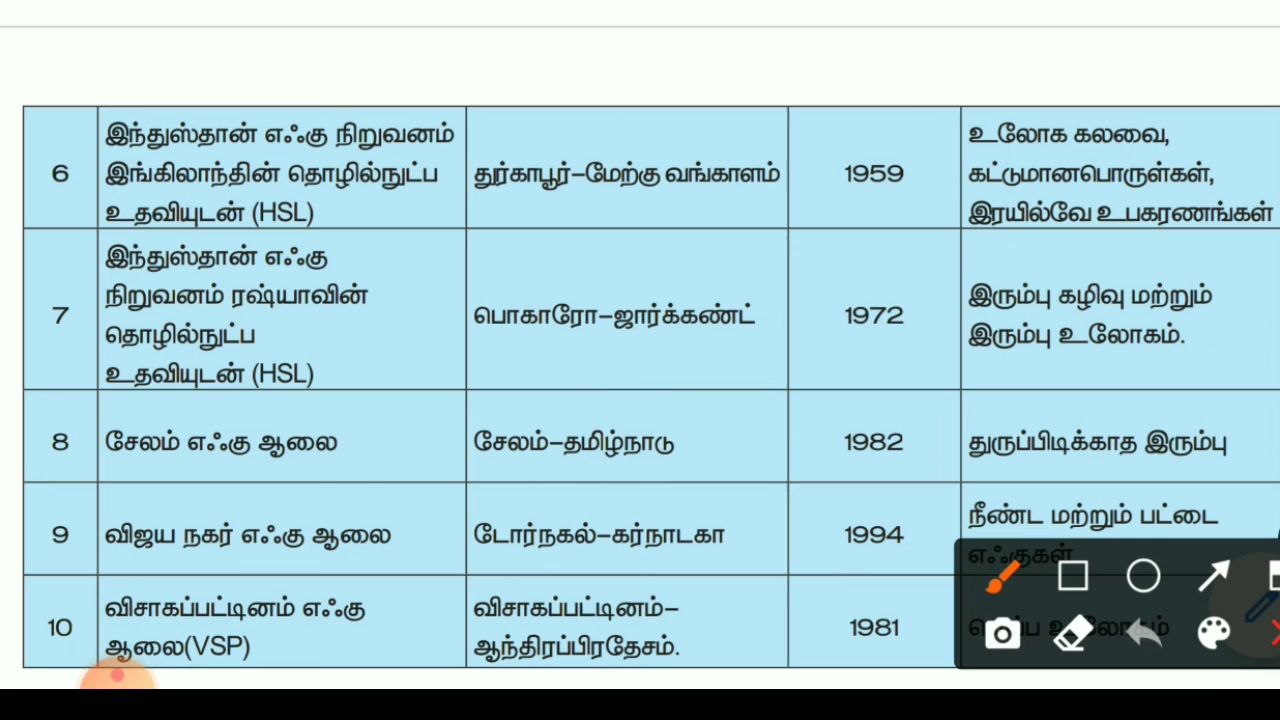 6
இந்துஸ்தான் எஃகு நிறுவனம்
இங்கிலாந்தின் தொழில்நுட்ப
உதவியுடன் (HSL)
துர்காபூர்–மேற்கு வங்காளம்
1959
உலோக கலவை,
கட்டுமானபொருள்கள்,
இரயில்வே உபகரணங்கள்
7
இந்துஸ்தான் எஃகு
நிறுவனம் ரஷ்யாவின்
தொழில்நுட்ப
உதவியுடன் (HSL)
பொகாரோ–ஜார்க்கண்ட்
1972
இரும்பு கழிவு மற்றும்
இரும்பு உலோகம்.
8
சேலம் எஃகு ஆலை
சேலம்–தமிழ்நாடு
1982
துருப்பிடிக்காத இரும்பு
9
விஜய நகர் எஃகு ஆலை
டோர்நகல்–கர்நாடகா
1994
நீண்ட மற்றும் பட்டை
எஃகுகள்
10
விசாகப்பட்டினம் எஃகு
ஆலை(VSP)
விசாகப்பட்டினம்–
ஆந்திரப்பிரதேசம்.
1981